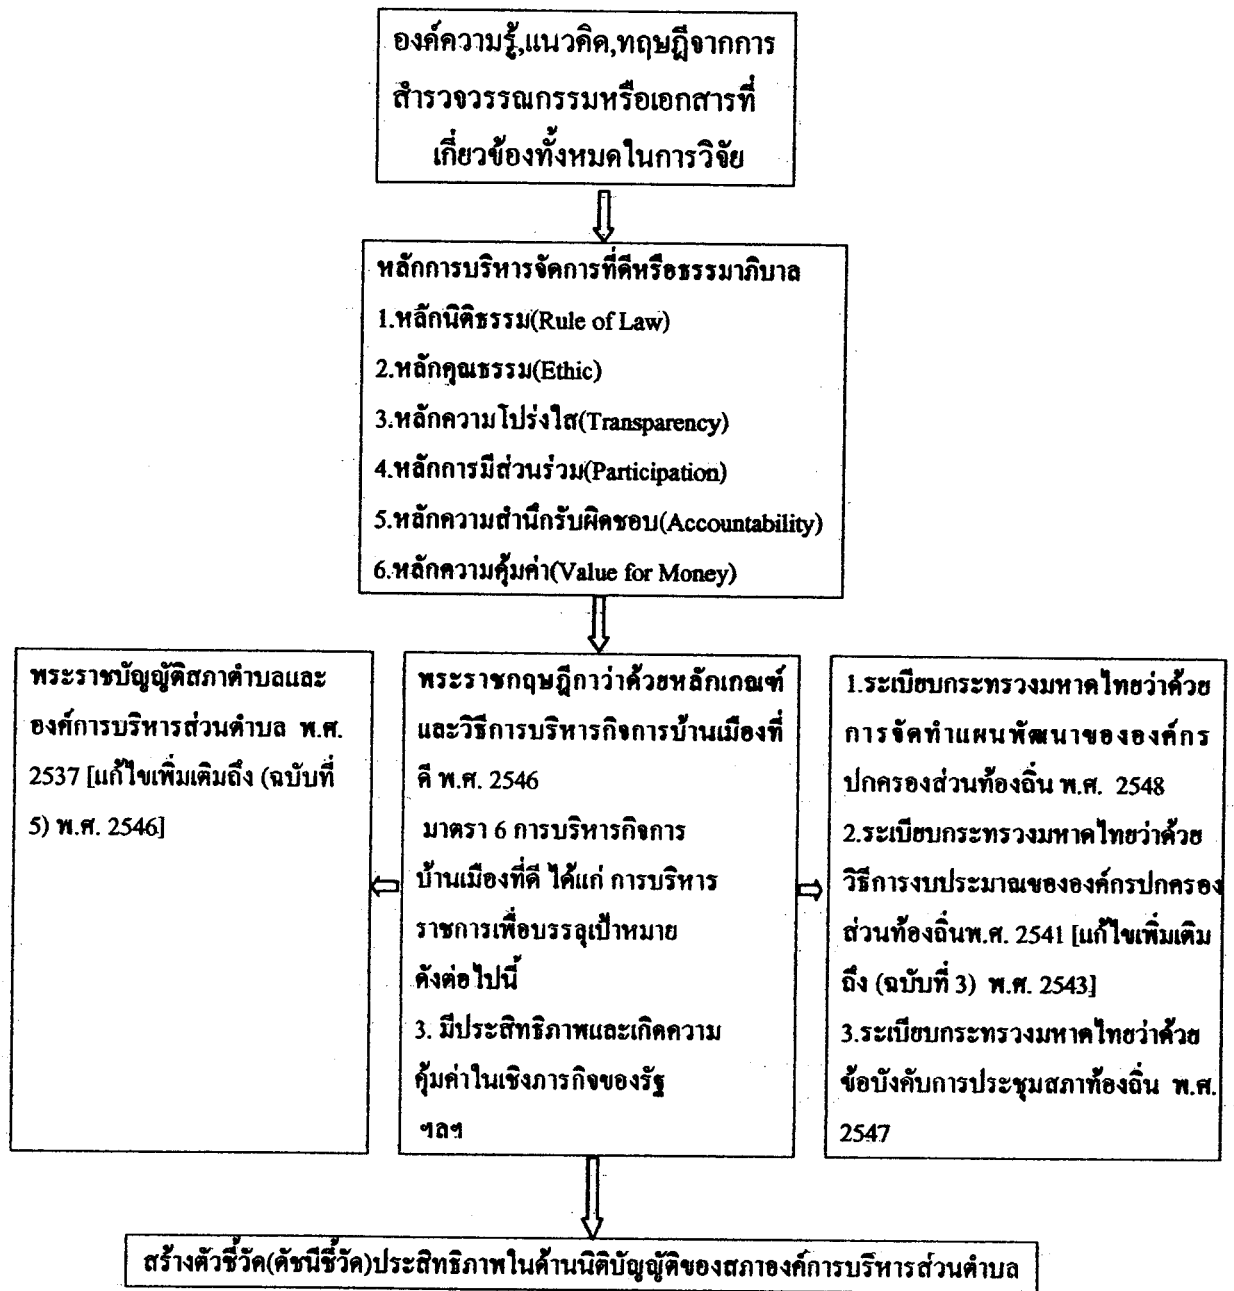 องค์ความรู้,แนวคิด,ทฤษฎีจากการ
สำรวจวรรณกรรมหรือเอกสารที่
เกี่ยวข้องทั้งหมดในการวิจัย
หลักการบริหารจัดการที่ดีหรือธรรมาภิบาล
1.หลักนิติธรรม(Rule of Law)
2.หลักคุณธรรม(Ethic)
3.หลักความโปร่งใส(Transparency)
4.หลักการมีส่วนร่วม(Participation)
5.หลักความสำนึกรับผิดชอบ(Accountability)
6.หลักความคุ้มค่า(Value for Money)
พระราชบัญญัติสภาตำบลและ
องค์การบริหารส่วนตำบล พ.ศ.
2537 [แก้ไขเพิ่มเติมถึง (ฉบับที่
5) พ.ศ. 2546]
พระราชกฤษฎีกาว่าด้วยหลักเกณฑ์
และวิธีการบริหารกิจการบ้านเมืองที่
ดี พ.ศ. 2546
มาตรา 6 การบริหารกิจการ
บ้านเมืองที่ดี ได้แก่ การบริหาร
ราชการเพื่อบรรลุเป้าหมาย
ดังต่อไปนี้
3. มีประสิทธิภาพและเกิดความ
คุ้มค่าในเชิงภารกิจของรัฐ
ฯลฯ
1.ระเบียบกระทรวงมหาดไทยว่าด้วย
การจัดทำแผนพัฒนาขององค์กร
ปกครองส่วนท้องถิ่น พ.ศ. 2548
2.ระเบียบกระทรวงมหาดไทยว่าด้วย
วิธีการงบประมาณขององค์กรปกครอง
ส่วนท้องถิ่นพ.ศ. 2541 [แก้ไขเพิ่มเติม
ถึง (ฉบับที่ 3) พ.ศ. 2543]
3.ระเบียบกระทรวงมหาดไทยว่าด้วย
ข้อบังคับการประชุมสภาท้องถิ่น พ.ศ.
2547
สร้างตัวชี้วัด(ดัชนีชี้วัด)ประสิทธิภาพในด้านนิติบัญญัติของสภาองค์การบริหารส่วนตำบล